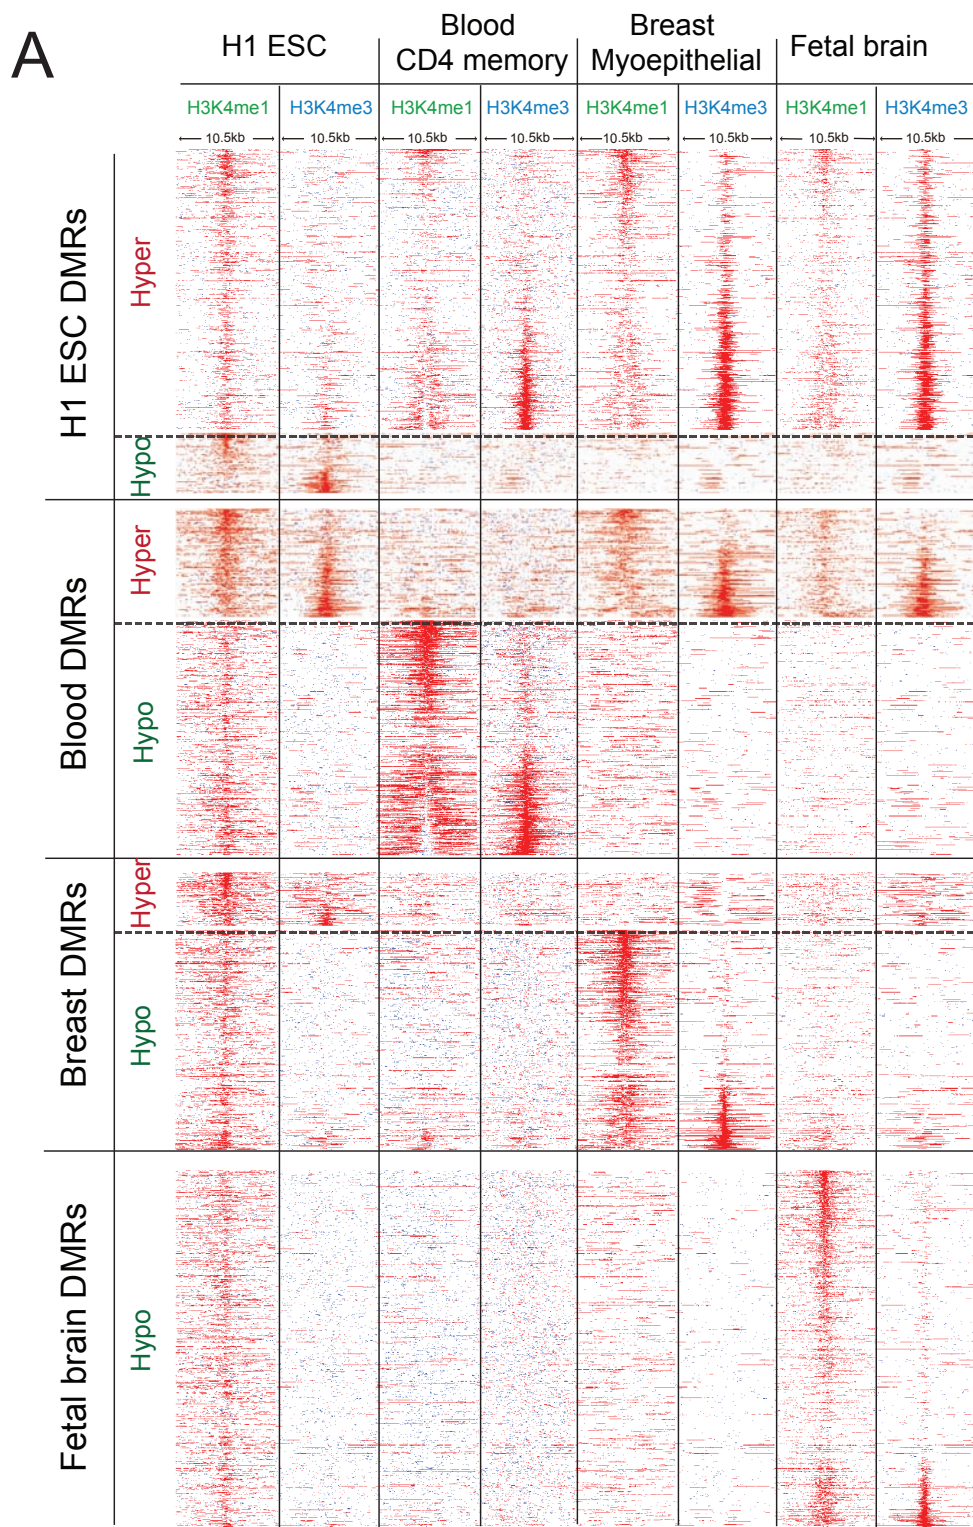 A
H1 ESC
Blood
CD4 memory
Breast
Myoepithelial
Fetal brain
H3K4me1 H3K4me3 H3K4me1 H3K4me3 H3K4me1 H3K4me3 H3K4me1 H3K4me3
10.5kb 10.5kb 10.5kb 10.5kb 10.5kb 10.5kb 10.5kb 10.5kb
H1 ESC DMRs
Hyper
Hypo
Blood DMRs
Hyper
Hypo
Breast DMRs
Hyper
Hypo
Fetal brain DMRs
Hypo